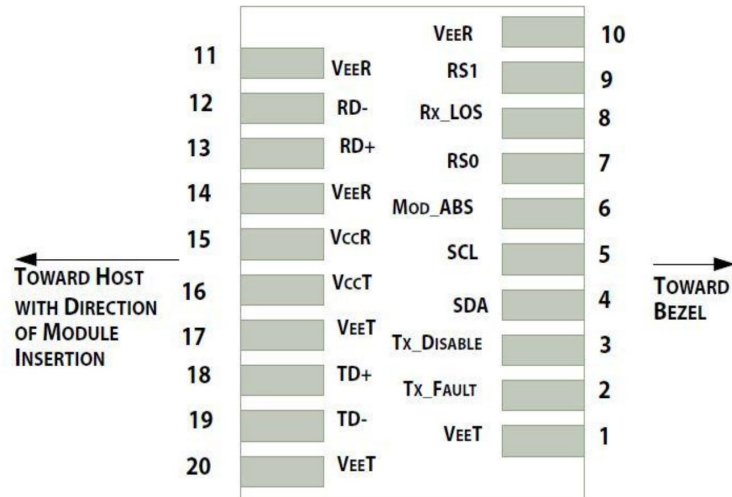 11 VEER
12 RD-
13 RD+
14 VEER
15 VCCR
16 VCCT
17 VEET
18 TD+
19 TD-
20 VEET
TOWARD HOST
WITH DIRECTION
OF MODULE
INSERTION
VEER 10
RS1 9
RX_LOS 8
RS0 7
MOD_ABS 6
SCL 5
SDA 4
TX_DISABLE 3
TX_FAULT 2
VEET 1
TOWARD
BEZEL